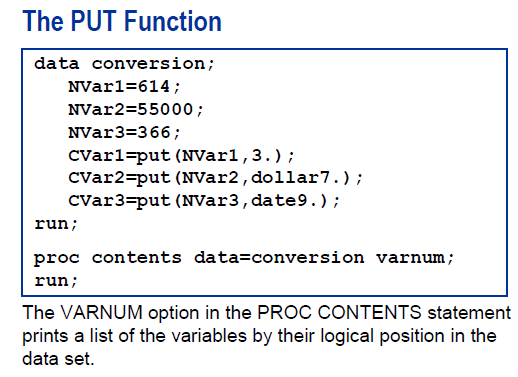 The PUT Function
data conversion;
NVar1=614;
NVar2=55000;
NVar3=366;
CVar1=put(NVar1,3.);
CVar2=put(NVar2,dollar7.);
CVar3=put(NVar3,date9.);
run;
proc contents data=conversion varnum;
run;
The VARNUM option in the PROC CONTENTS statement
prints a list of the variables by their logical position in the
data set.